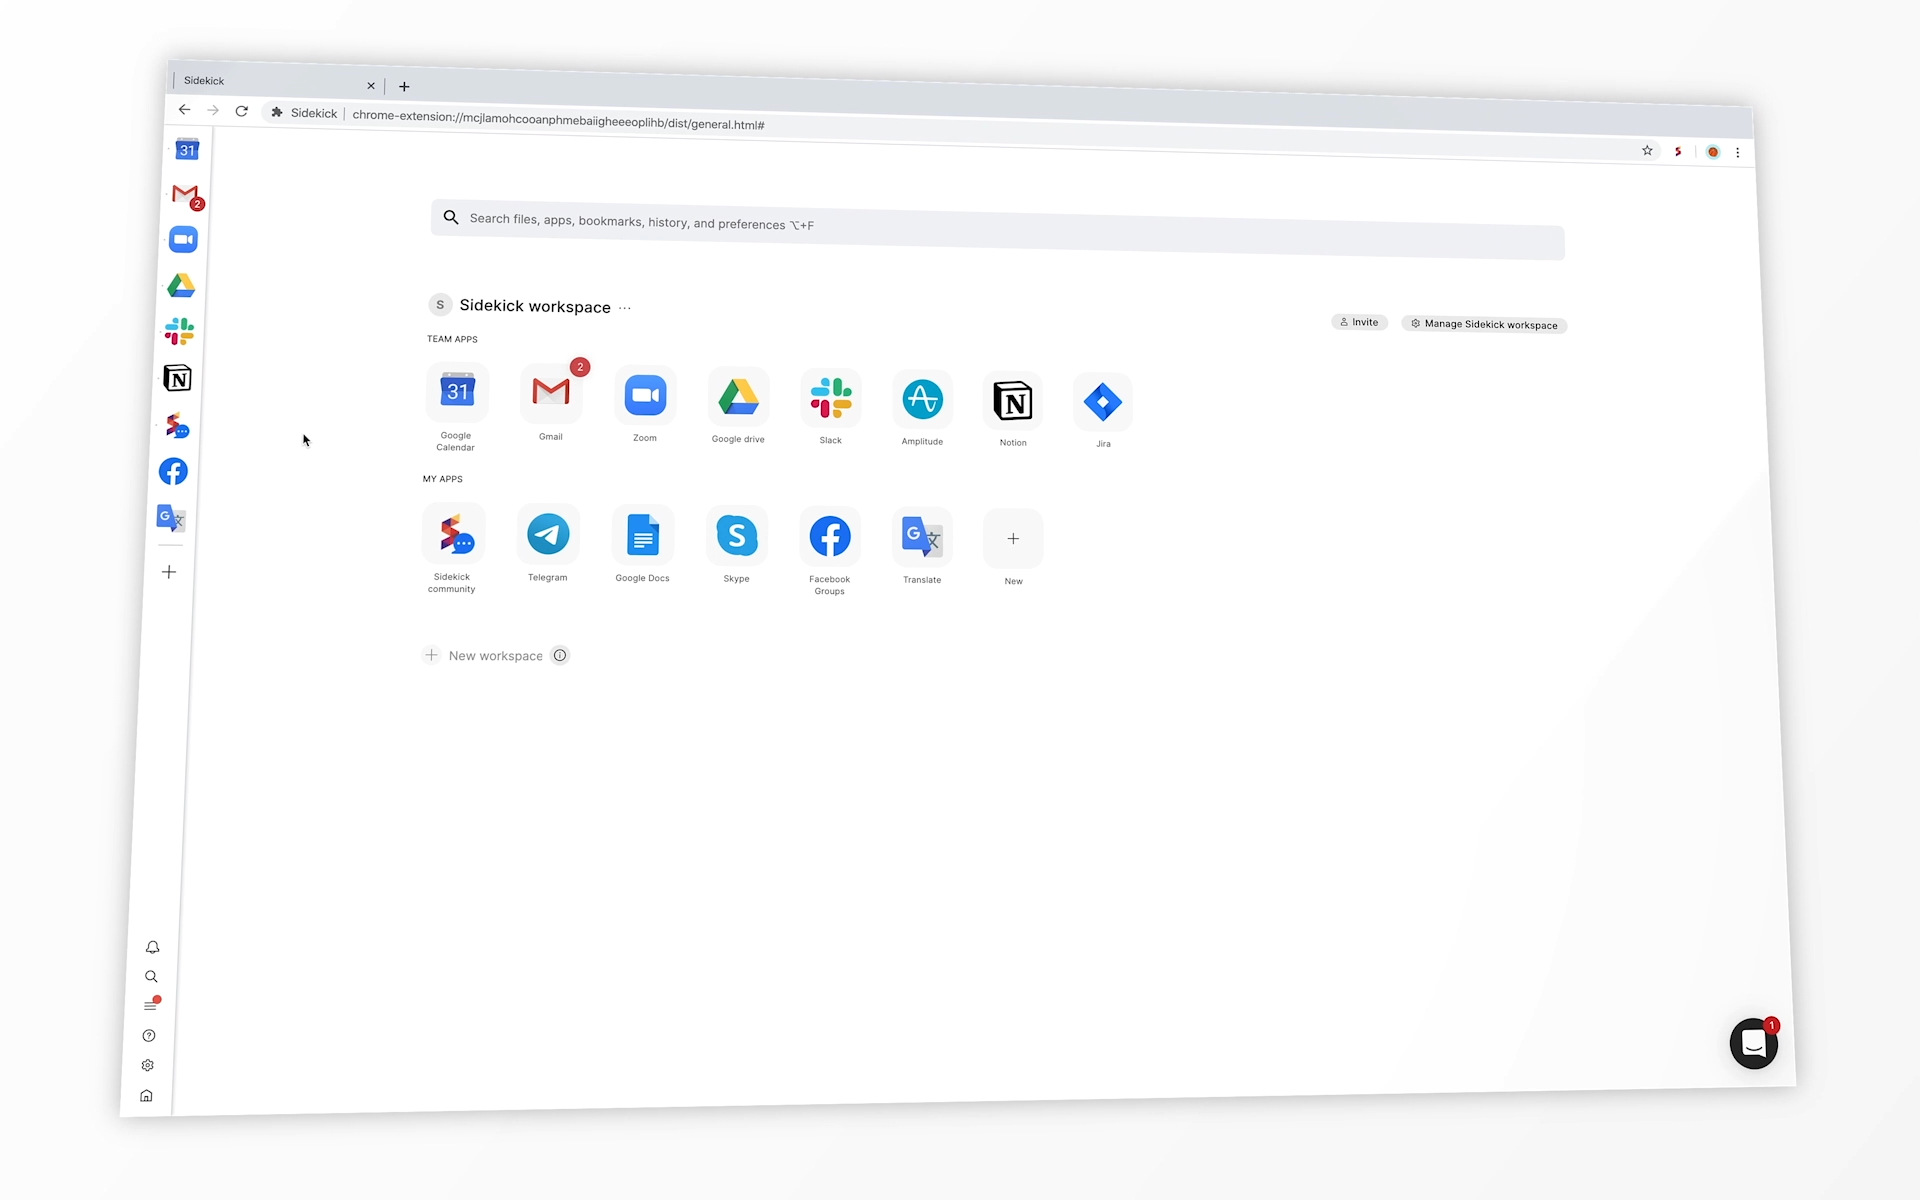 Sidekick
Sidekick | chrome-extension://mcjlamohcooanphmebaiigheeeoplihb/dist/general.html#
31
2
Search files, apps, bookmarks, history, and preferences ⌥+F
S Sidekick workspace ...
Invite
Manage Sidekick workspace
TEAM APPS
31
2
Google
Calendar
Gmail
Zoom
Google drive
Slack
Amplitude
Notion
Jira
MY APPS
Sidekick
community
Telegram
Google Docs
Skype
Facebook
Groups
Translate
New
New workspace
1